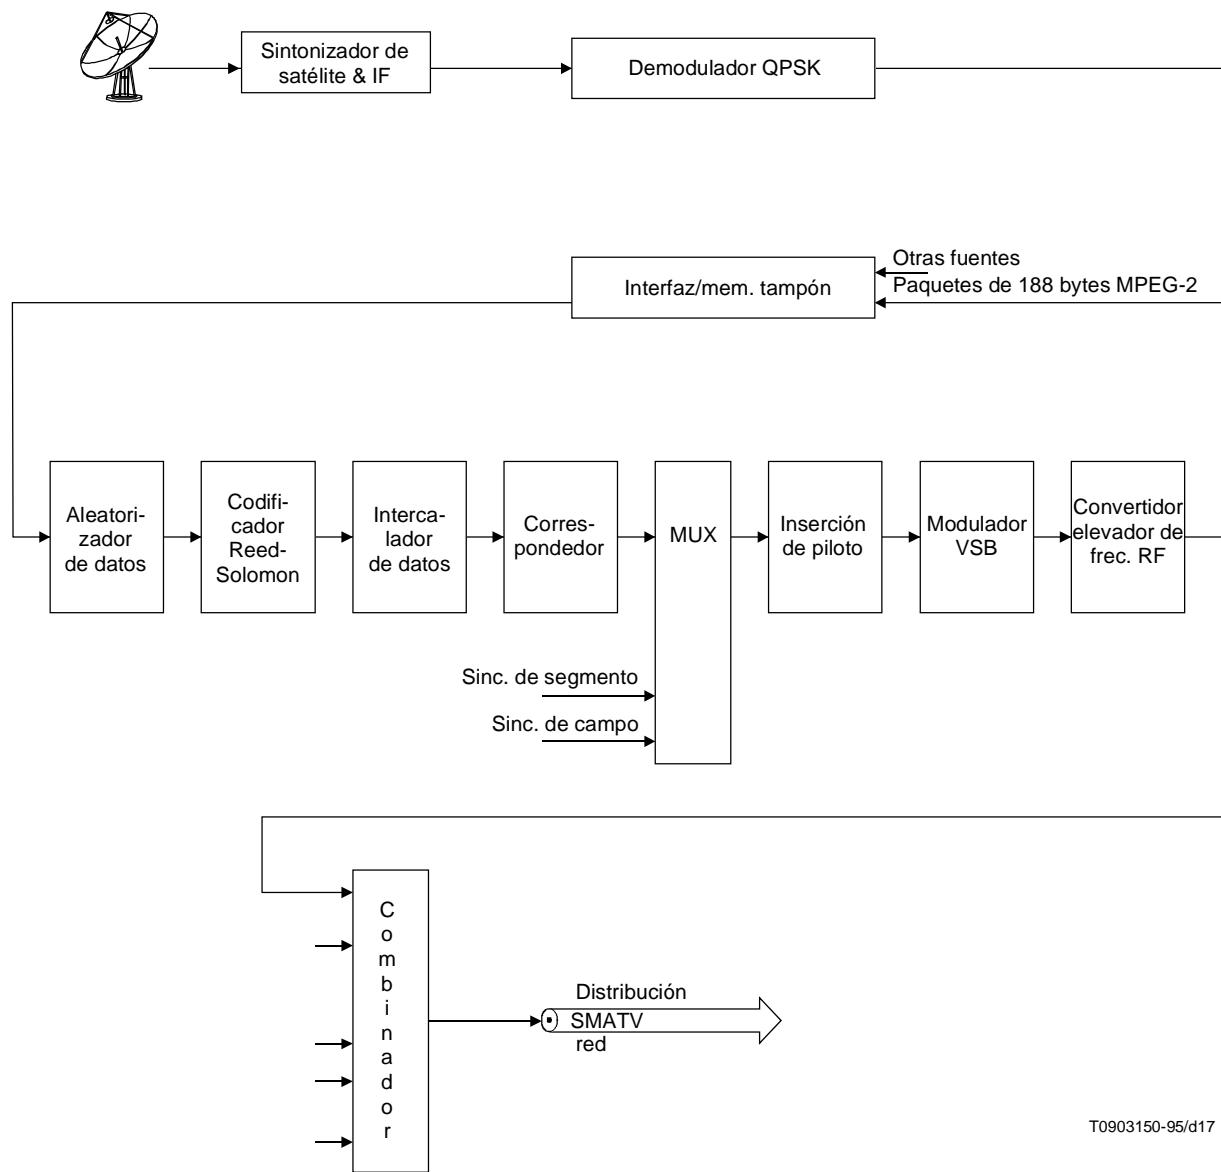 Sintonizador de
satélite & IF
Demodulador QPSK
Otras fuentes
Interfaz/mem. tampón
Paquetes de 188 bytes MPEG-2
Aleatori-
zador
de datos
Codifi-
cador
Reed-
Solomon
Interca-
lador
de datos
Corres-
pondedor
MUX
Inserción
de piloto
Modulador
VSB
Convertidor
elevador de
frec. RF
Sinc. de segmento
Sinc. de campo
C
o
m
b
i
n
a
d
o
r
Distribución
SMATV
red
T0903150-95/d17